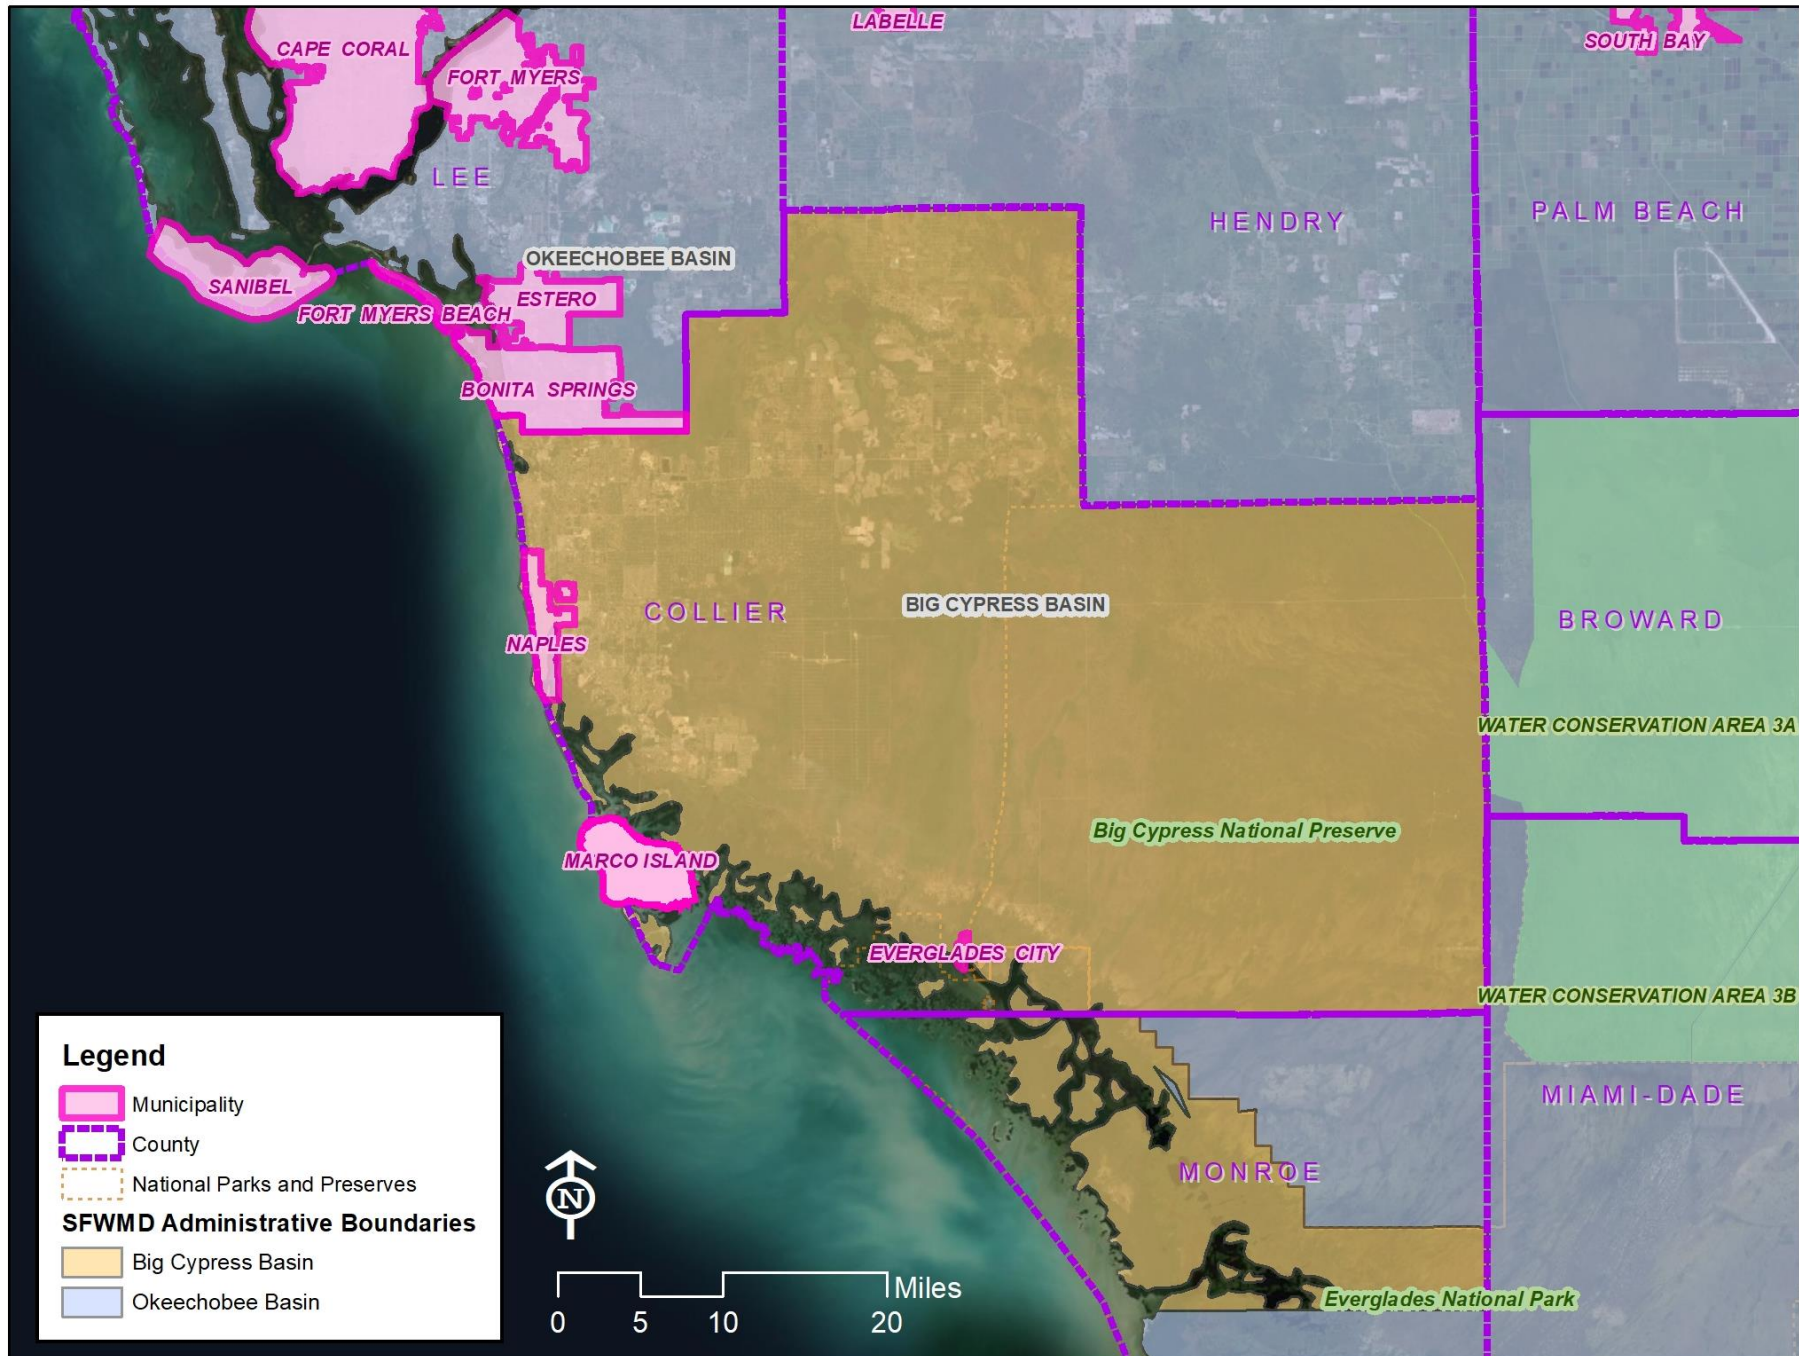 LABELLE
SOUTH BAY
CAPE CORAL
FORT MYERS
LEE
HENDRY
PALM BEACH
OKEECHOBEE BASIN
SANIBEL
ESTERO
FORT MYERS BEACH
BONITA SPRINGS
COLLIER
BIG CYPRESS BASIN
BROWARD
NAPLES
WATER CONSERVATION AREA 3A
Big Cypress National Preserve
MARCO ISLAND
EVERGLADES CITY
WATER CONSERVATION AREA 3B
MIAMI-DADE
MONROE
Everglades National Park
Legend
Municipality
County
National Parks and Preserves
SFWMD Administrative Boundaries
Big Cypress Basin
Okeechobee Basin
N
Miles
0 5 10 20